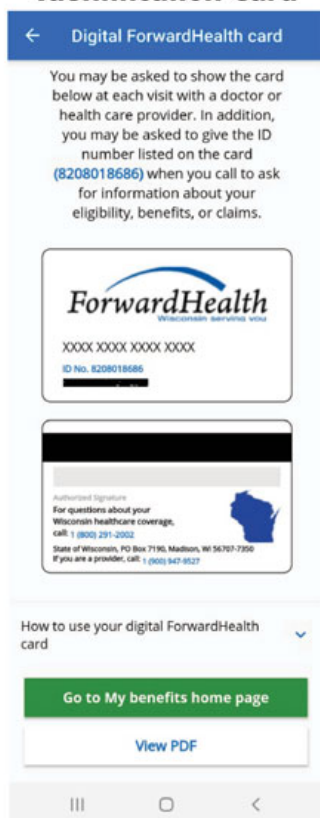 Digital ForwardHealth card
You may be asked to show the card
below at each visit with a doctor or
health care provider. In addition,
you may be asked to give the ID
number listed on the card
(8208018686) when you call to ask
for information about your
eligibility, benefits, or claims.
ForwardHealth
Wisconsin serving you
XXXX XXXX XXXX XXXX
ID No. 8208018686
Authorized Signature
For questions about your
Wisconsin healthcare coverage,
call: 1 (800) 291-2002
State of Wisconsin, PO Box 7190, Madison, WI 56707-7350
If you are a provider, call: 1 (900) 947-9527
How to use your digital ForwardHealth
card
Go to My benefits home page
View PDF